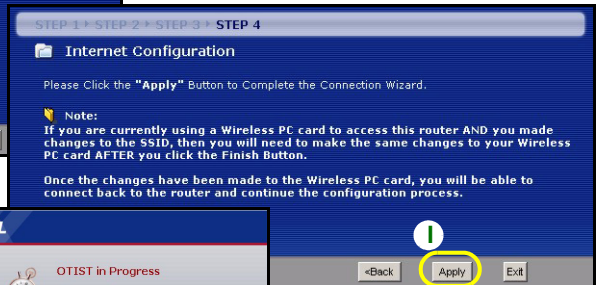 STEP 1 ▸ STEP 2 ▸ STEP 3 ▸ STEP 4
Internet Configuration
Please Click the "Apply" Button to Complete the Connection Wizard.
Note:
If you are currently using a Wireless PC card to access this router AND you made
changes to the SSID, then you will need to make the same changes to your Wireless
PC card AFTER you click the Finish Button.
Once the changes have been made to the Wireless PC card, you will be able to
connect back to the router and continue the configuration process.
L
OTIST in Progress
I
<Back Apply Exit